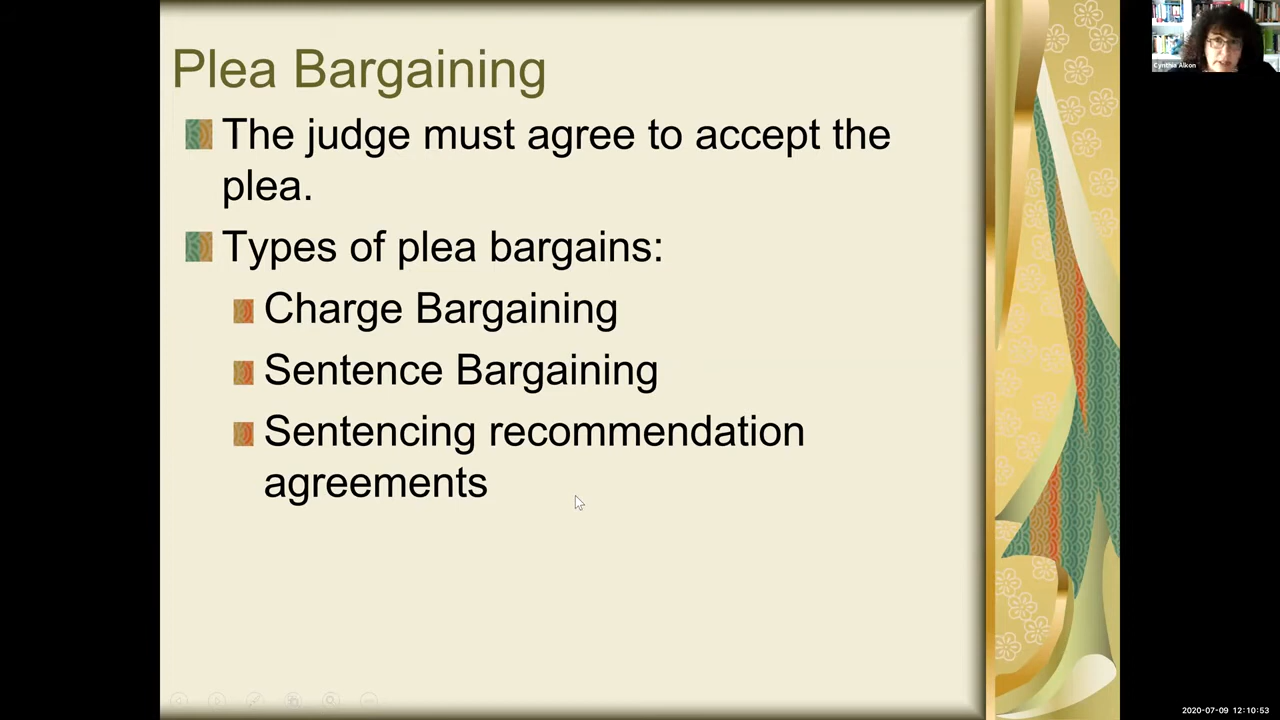 Plea Bargaining
The judge must agree to accept the
plea.
Types of plea bargains:
Charge Bargaining
Sentence Bargaining
Sentencing recommendation
agreements
Cynthia Alkon
2020-07-09 12:10:53